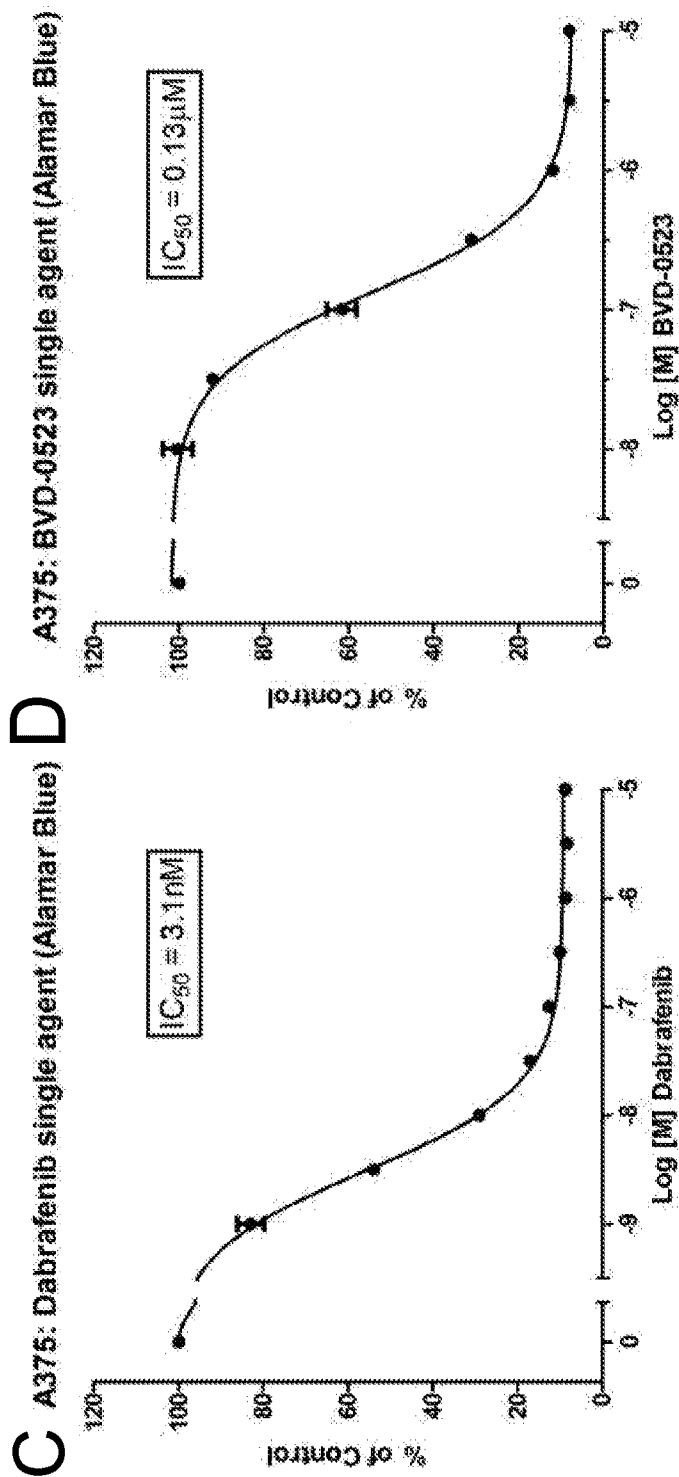 C
A375: Dabrafenib single agent (Alamar Blue)
IC50 = 3.1nM
% of Control
120
100
80
60
40
20
0
0
-9
-8
-7
-6
-5
Log [M] Dabrafenib
D
A375: BVD-0523 single agent (Alamar Blue)
IC50 = 0.13µM
% of Control
120
100
80
60
40
20
0
0
-8
-7
-6
-5
Log [M] BVD-0523